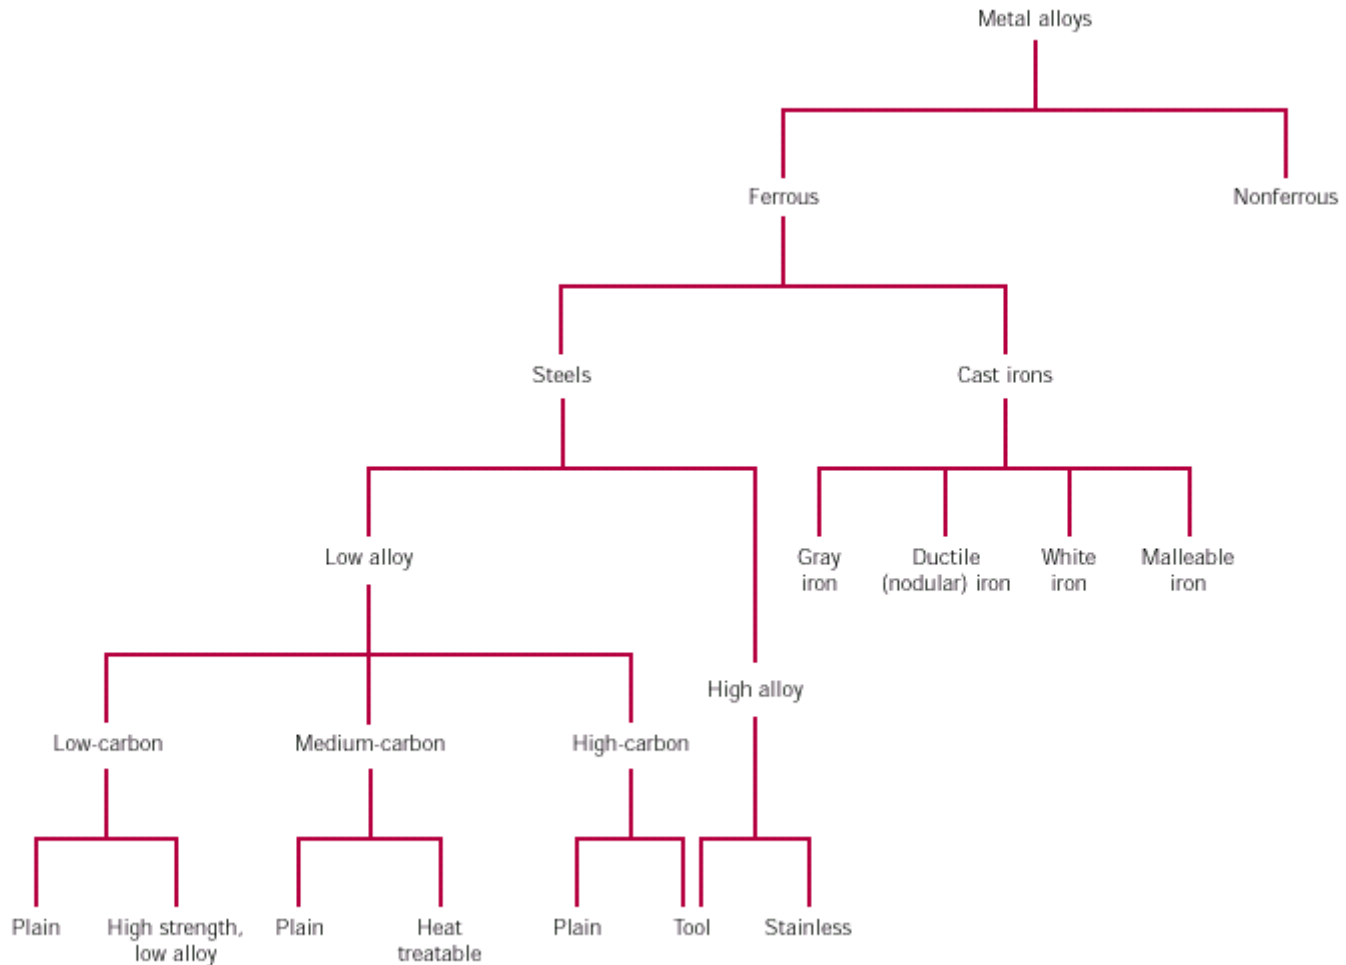 Metal alloys
Ferrous
Nonferrous
Steels
Cast irons
Low alloy
Gray
iron
Ductile
(nodular) iron
White
iron
Malleable
iron
High alloy
Low-carbon
Medium-carbon
High-carbon
Plain
High strength,
low alloy
Plain
Heat
treatable
Plain
Tool
Stainless